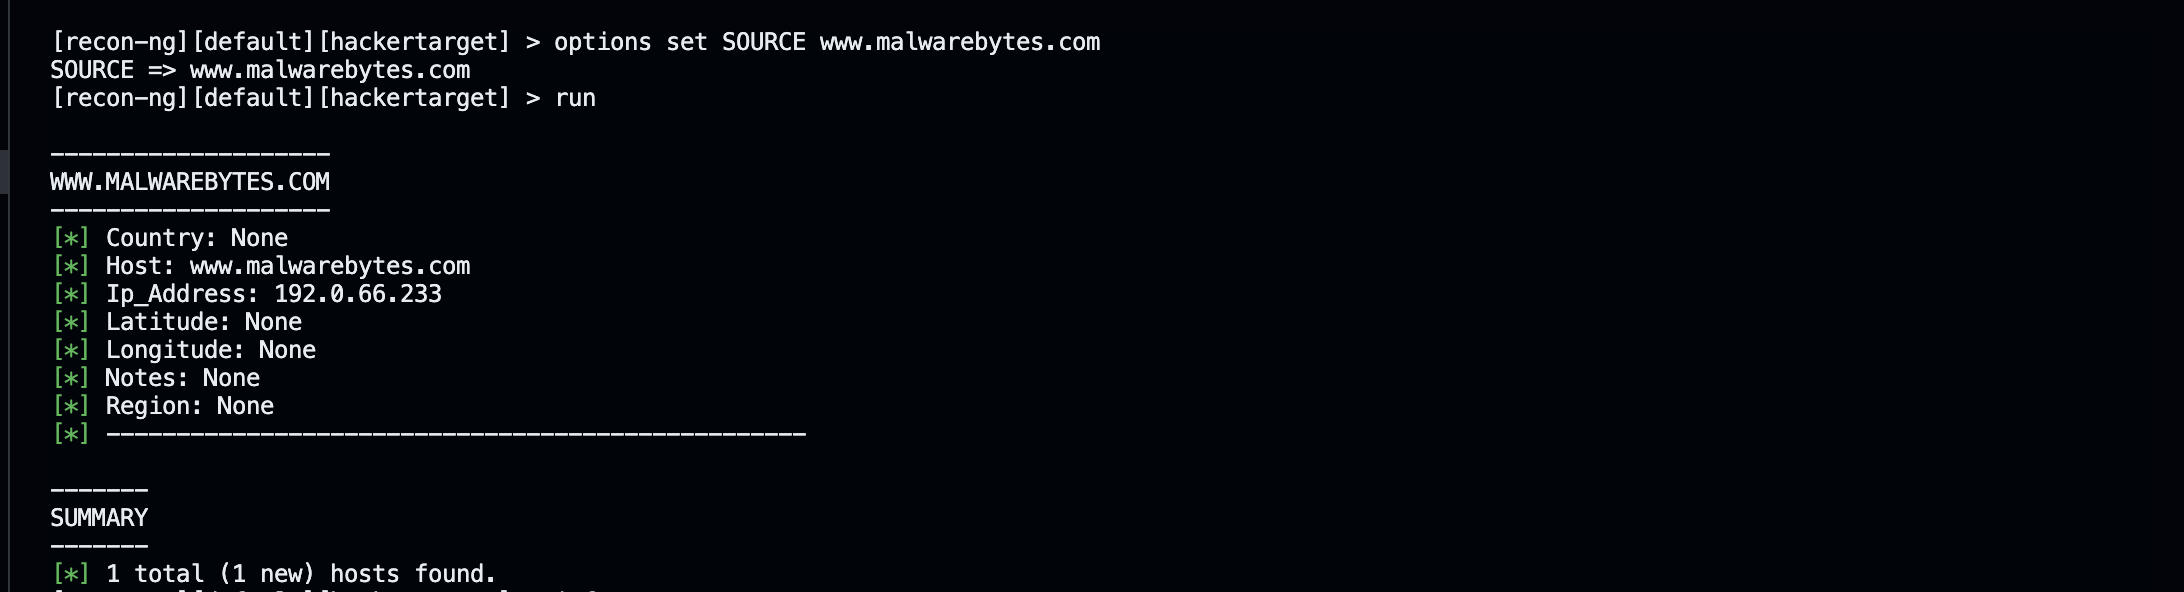 [recon-ng][default][hackertarget] > options set SOURCE www.malwarebytes.com
SOURCE => www.malwarebytes.com
[recon-ng][default][hackertarget] > run
--------------------
WWW.MALWAREBYTES.COM
--------------------
[*] Country: None
[*] Host: www.malwarebytes.com
[*] Ip_Address: 192.0.66.233
[*] Latitude: None
[*] Longitude: None
[*] Notes: None
[*] Region: None
[*] --------------------------------------------------
-------
SUMMARY
-------
[*] 1 total (1 new) hosts found.